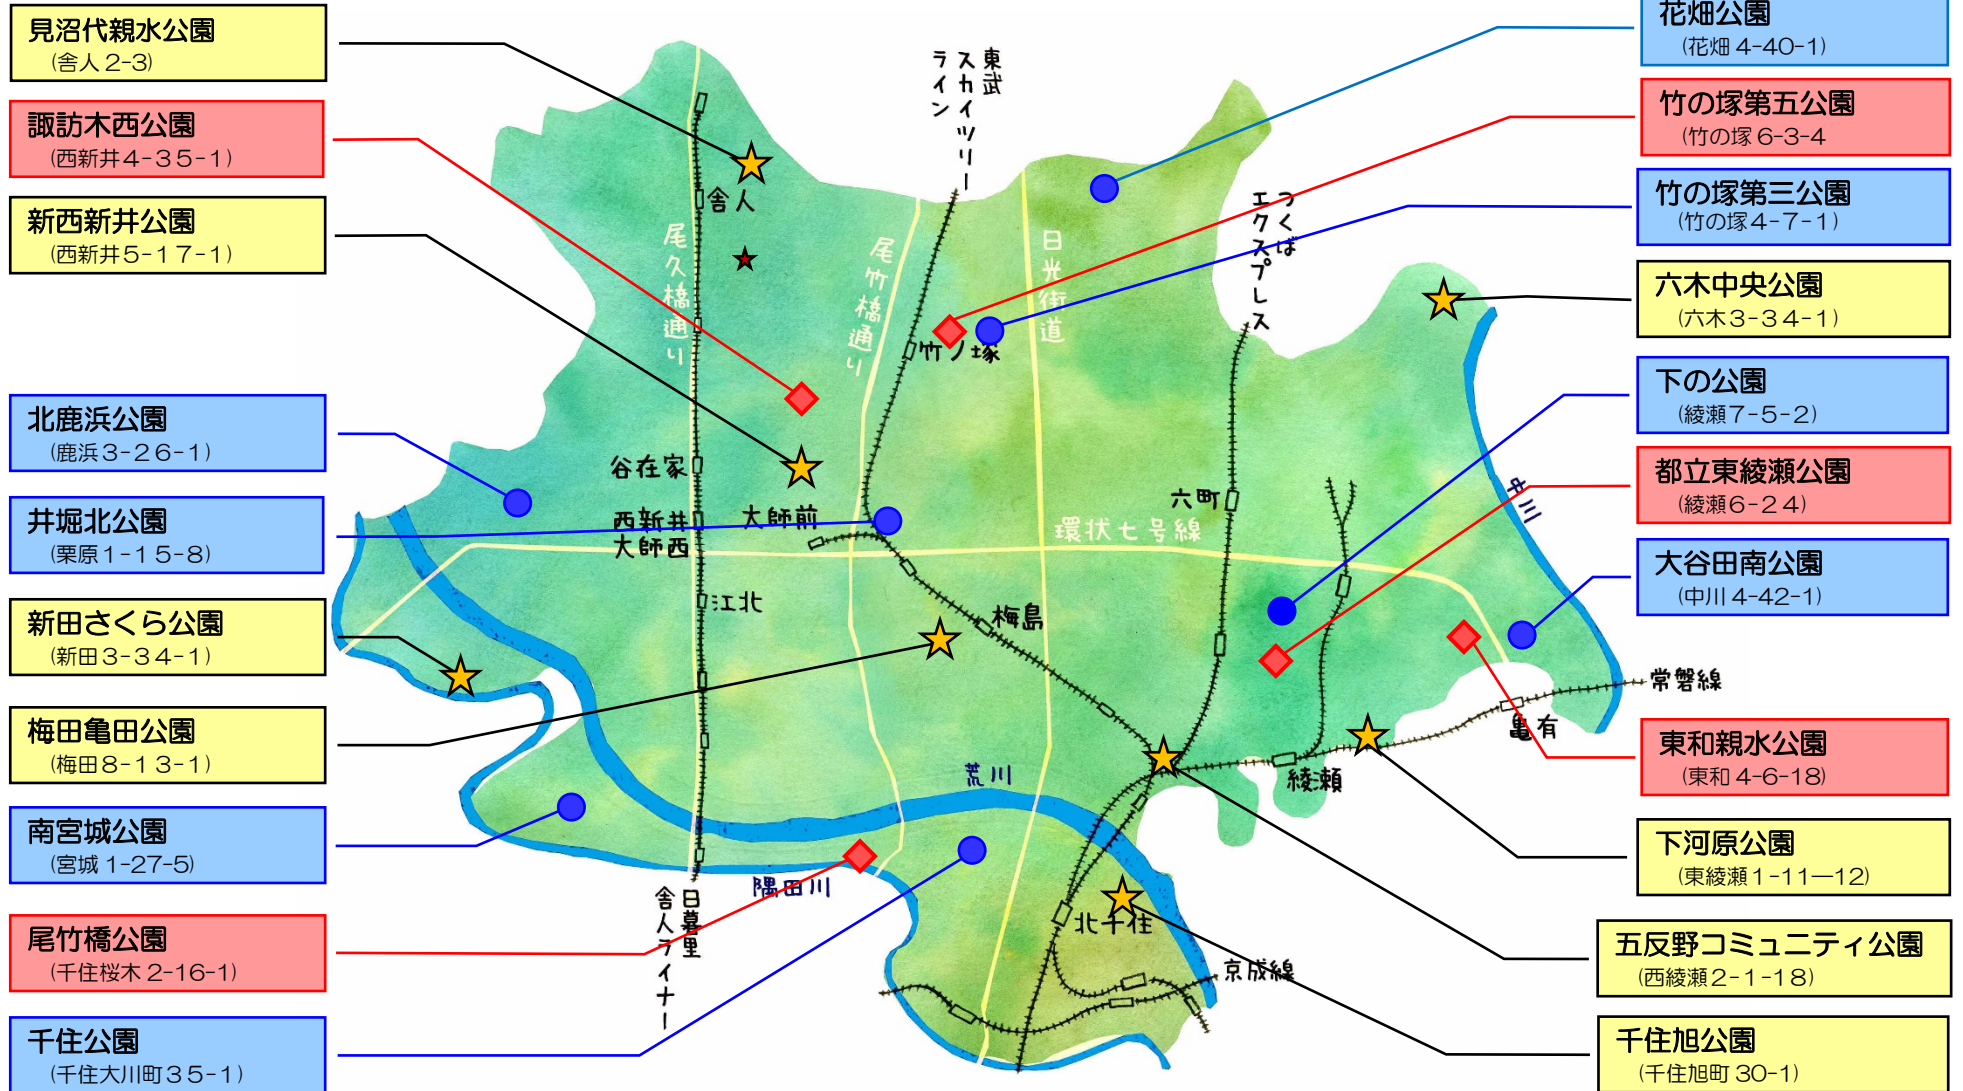 見沼代親水公園
(舎人2-3)
諏訪木西公園
(西新井4-35-1)
新西新井公園
(西新井5-17-1)
北鹿浜公園
(鹿浜3-26-1)
井堀北公園
(栗原1-15-8)
新田さくら公園
(新田3-34-1)
梅田亀田公園
(梅田8-13-1)
南宮城公園
(宮城1-27-5)
尾竹橋公園
(千住桜木2-16-1)
千住公園
(千住大川町35-1)
東武
スカイツリー
ライン
舎人
尾久橋通り
尾竹橋通り
日光街道
つくば
エクスプレス
竹ノ塚
谷在家
西新井
大師西
大師前
環状七号線
六町
中川
江北
梅島
常磐線
亀有
綾瀬
荒川
隅田川
日暮里
舎人ライナー
北千住
京成線
花畑公園
(花畑4-40-1)
竹の塚第五公園
(竹の塚6-3-4
竹の塚第三公園
(竹の塚4-7-1)
六木中央公園
(六木3-34-1)
下の公園
(綾瀬7-5-2)
都立東綾瀬公園
(綾瀬6-24)
大谷田南公園
(中川4-42-1)
東和親水公園
(東和4-6-18)
下河原公園
(東綾瀬1-11—12)
五反野コミュニティ公園
(西綾瀬2-1-18)
千住旭公園
(千住旭町30-1)